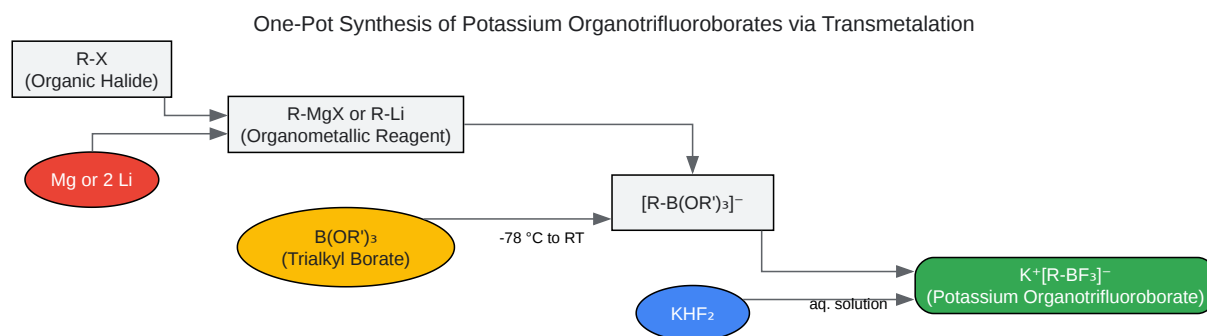 One-Pot Synthesis of Potassium Organotrifluoroborates via Transmetalation
R-X
(Organic Halide)
R-MgX or R-Li
(Organometallic Reagent)
Mg or 2 Li
[R-B(OR')₃]⁻
B(OR')₃
(Trialkyl Borate)
-78 °C to RT
K⁺[R-BF₃]⁻
(Potassium Organotrifluoroborate)
KHF₂
aq. solution